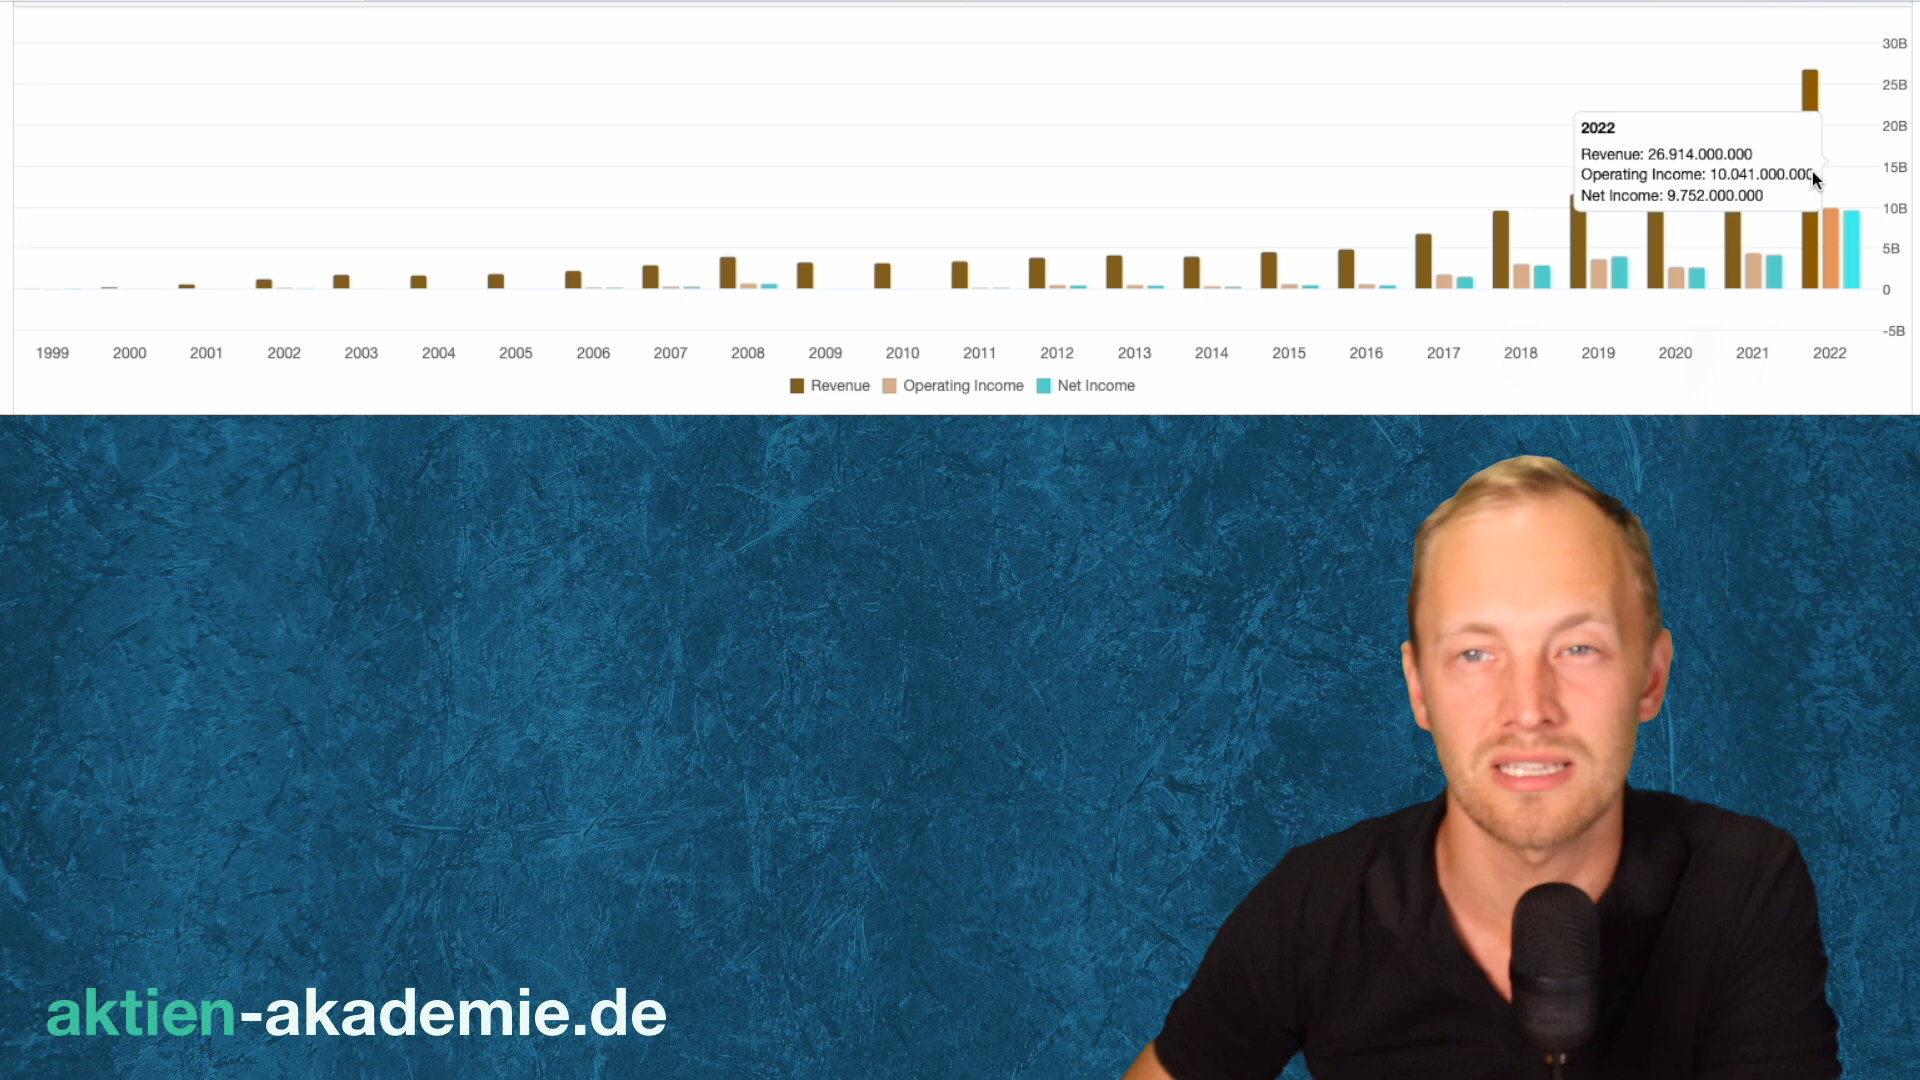 30B
25B
20B
15B
10B
5B
0
-5B
2022
Revenue: 26.914.000.000
Operating Income: 10.041.000.000
Net Income: 9.752.000.000
1999 2000 2001 2002 2003 2004 2005 2006 2007 2008 2009 2010 2011 2012 2013 2014 2015 2016 2017 2018 2019 2020 2021 2022
Revenue Operating Income Net Income
aktien-akademie.de